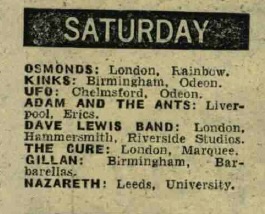 SATURDAY
OSMONDS: London, Rainbow.
KINKS: Birmingham, Odeon.
UFO: Chelmsford, Odeon.
ADAM AND THE ANTS: Liver-
pool, Erics.
DAVE LEWIS BAND: London,
Hammersmith, Riverside Studios.
THE CURE: London, Marquee.
GILLAN: Birmingham, Bar-
barellas.
NAZARETH: Leeds, University.